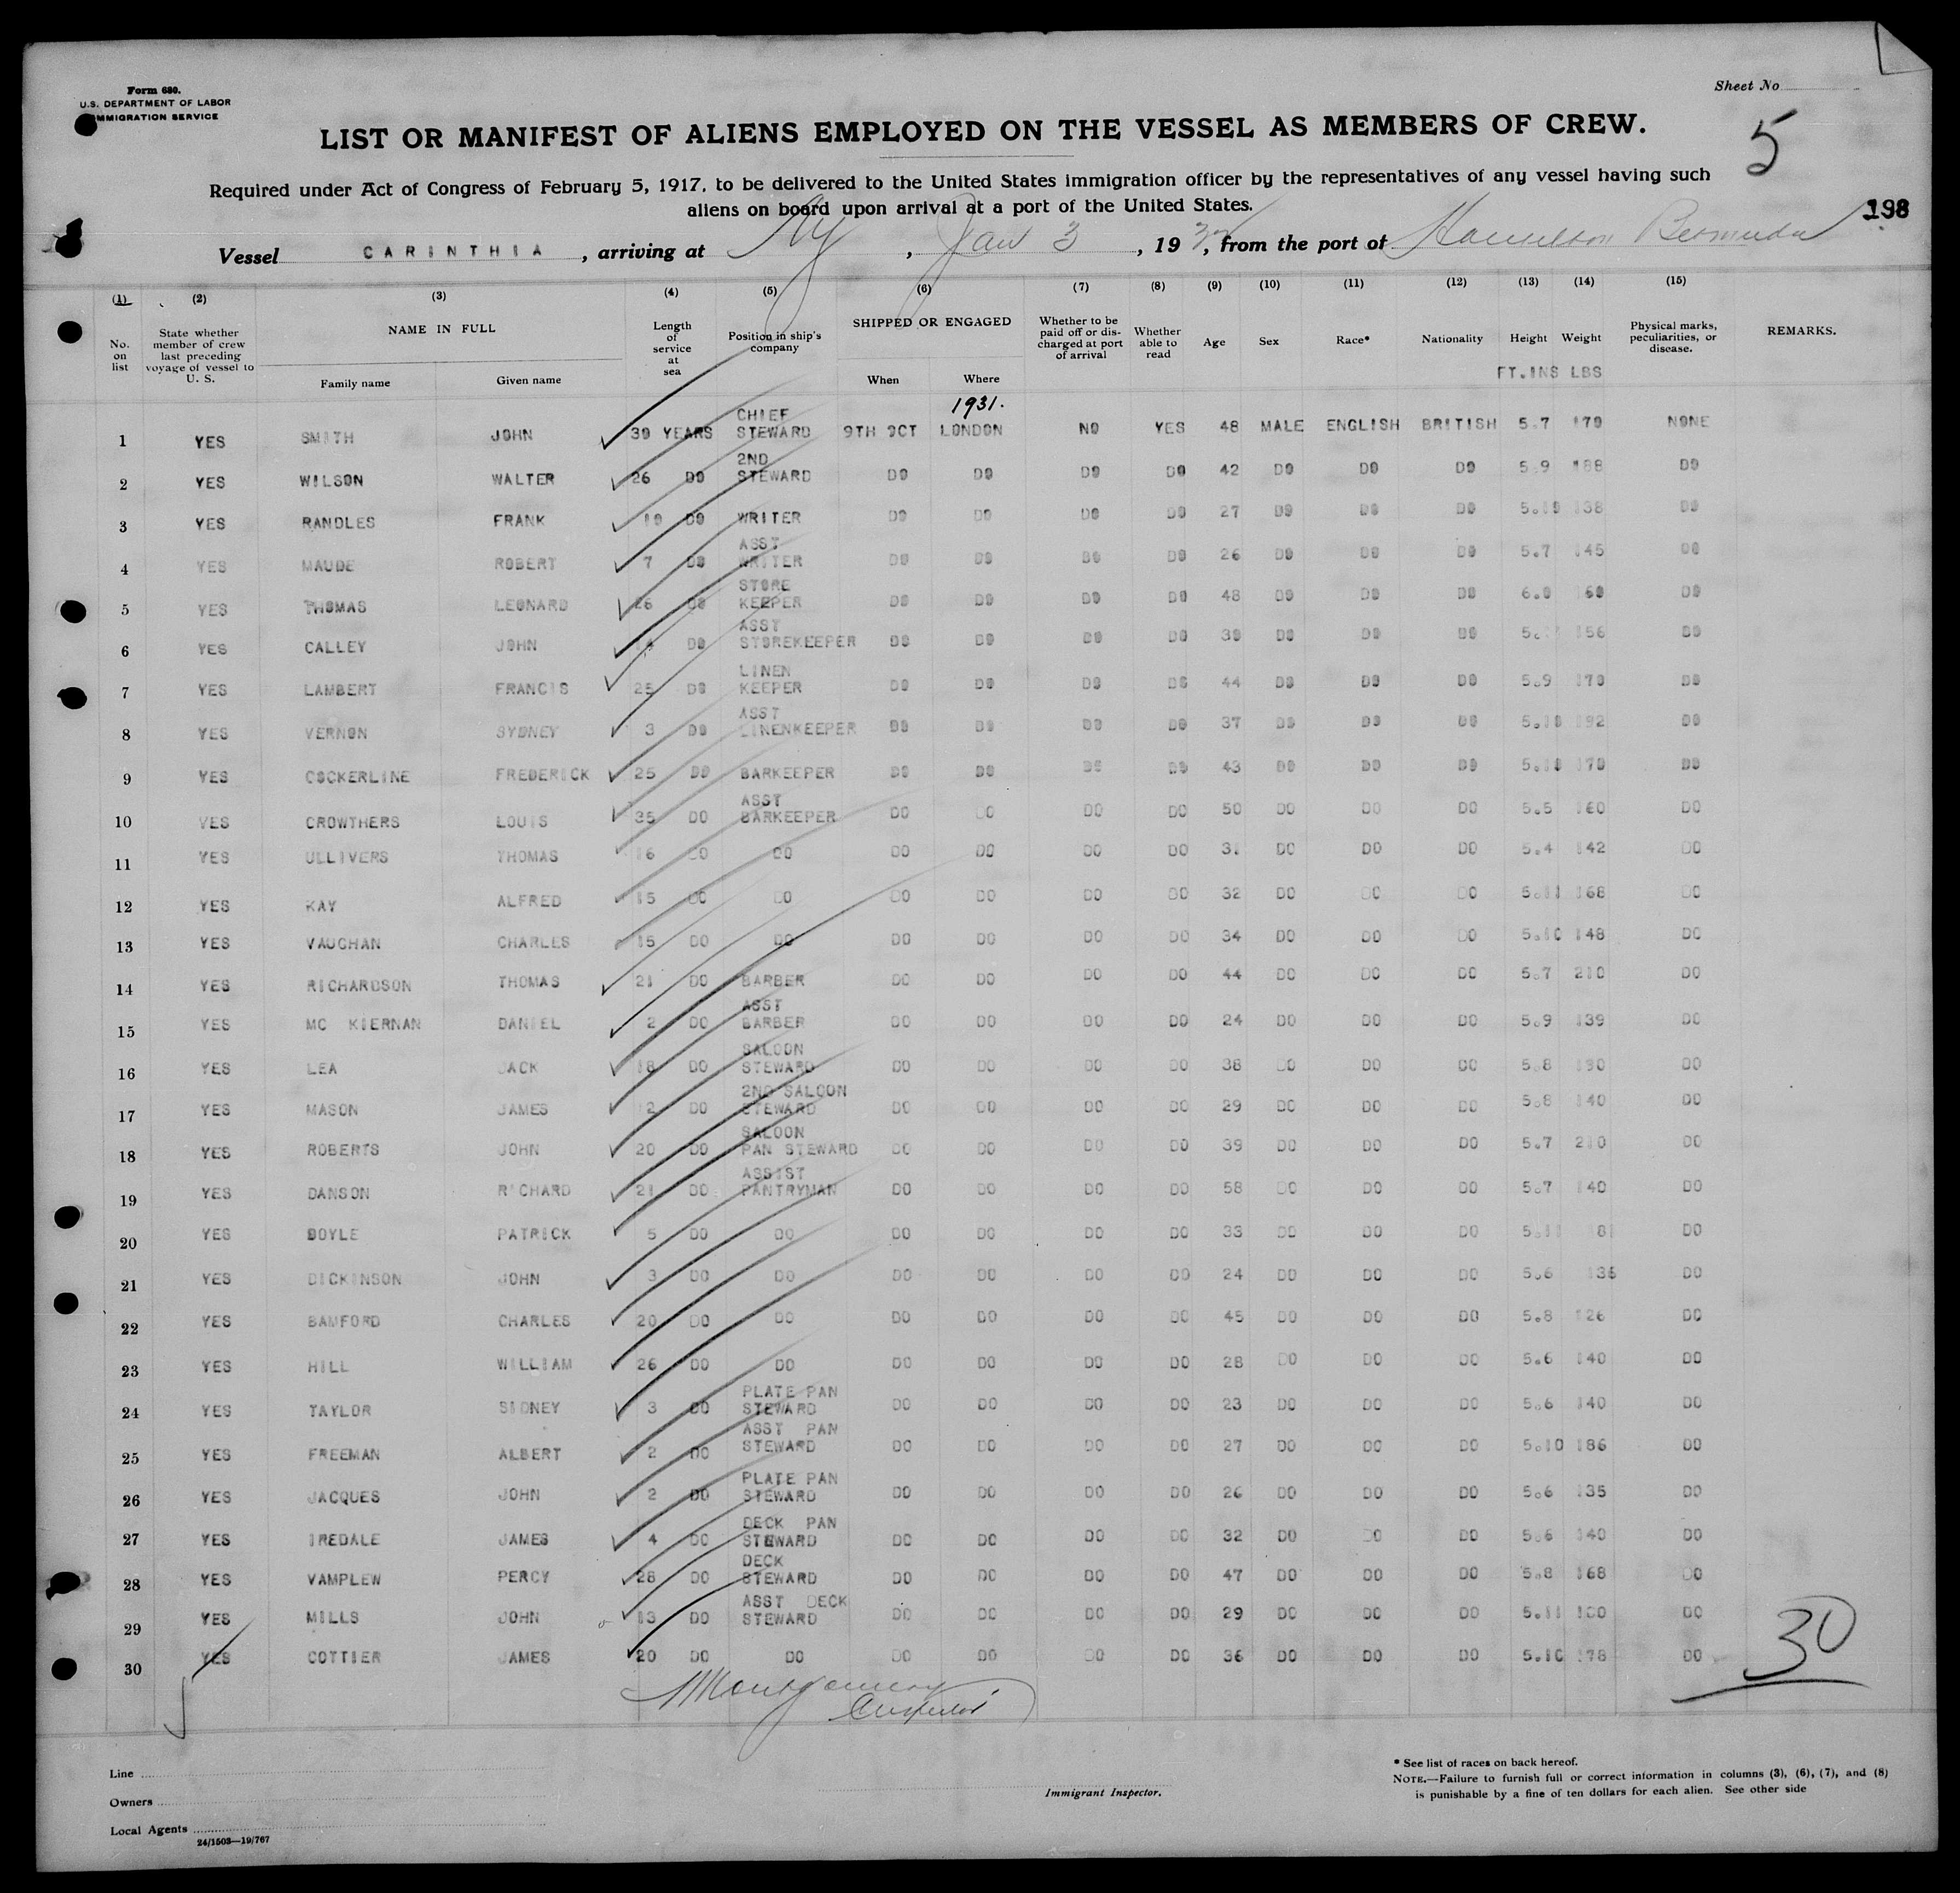 Form 680.
U.S. DEPARTMENT OF LABOR
IMMIGRATION SERVICE
Sheet No
5
LIST OR MANIFEST OF ALIENS EMPLOYED ON THE VESSEL AS MEMBERS OF CREW.
Required under Act of Congress of February 5, 1917, to be delivered to the United States immigration officer by the representatives of any vessel having such
aliens on board upon arrival at a port of the United States.
198
Vessel CARINTHIA, arriving at NY, Jan 3, 1932, from the port of Hamilton Bermuda
(1) (2) (3) (4) (5) (6) (7) (8) (9) (10) (11) (12) (13) (14) (15)
No. on list State whether member of crew last preceding voyage of vessel to U. S. NAME IN FULL Family name Given name Length of service at sea Position in ship's company SHIPPED OR ENGAGED When Where Whether to be paid off or discharged at port of arrival Whether able to read Age Sex Race* Nationality Height Weight Physical marks, peculiarities, or disease. REMARKS.
FT.INS LBS
1931.
1 YES SMITH JOHN 39 YEARS CHIEF STEWARD 9TH OCT LONDON NO YES 48 MALE ENGLISH BRITISH 5.7 170 NONE
2 YES WILSON WALTER 26 DO 2ND STEWARD DO DO DO DO 42 DO DO DO 5.9 188 DO
3 YES RANDLES FRANK 10 DO WRITER DO DO DO DO 27 DO DO DO 5.10 138 DO
4 YES MAUDE ROBERT 7 DO ASST WRITER DO DO DO DO 26 DO DO DO 5.7 145 DO
5 YES THOMAS LEONARD 26 DO STORE KEEPER DO DO DO DO 48 DO DO DO 6.0 160 DO
6 YES CALLEY JOHN DO ASST STOREKEEPER DO DO DO DO 39 DO DO DO 156 DO
7 YES LAMBERT FRANCIS 25 DO LINEN KEEPER DO DO DO DO 44 DO DO DO 5.9 170 DO
8 YES VERNON SYDNEY 3 DO ASST LINENKEEPER DO DO DO DO 37 DO DO DO 5.10 192 DO
9 YES COCKERLINE FREDERICK 25 DO BARKEEPER DO DO DO DO 43 DO DO DO 5.10 170 DO
10 YES CROWTHERS LOUIS 35 DO ASST BARKEEPER DO DO DO DO 50 DO DO DO 5.5 160 DO
11 YES ULLIVERS THOMAS 16 DO DO DO DO DO DO 31 DO DO DO 5.4 142 DO
12 YES KAY ALFRED 15 DO DO DO DO DO DO 32 DO DO DO 5.11 168 DO
13 YES VAUGHAN CHARLES 15 DO DO DO DO DO DO 34 DO DO DO 5.10 148 DO
14 YES RICHARDSON THOMAS 21 DO BARBER DO DO DO DO 44 DO DO DO 5.7 210 DO
15 YES MC KIERNAN DANIEL 2 DO ASST BARBER DO DO DO DO 24 DO DO DO 5.9 139 DO
16 YES LEA JACK 18 DO SALOON STEWARD DO DO DO DO 38 DO DO DO 5.8 190 DO
17 YES MASON JAMES 12 DO 2ND SALOON STEWARD DO DO DO DO 29 DO DO DO 5.8 140 DO
18 YES ROBERTS JOHN 20 DO SALOON PAN STEWARD DO DO DO DO 39 DO DO DO 5.7 210 DO
19 YES DANSON RICHARD 21 DO ASSIST PANTRYMAN DO DO DO DO 58 DO DO DO 5.7 140 DO
20 YES DOYLE PATRICK 5 DO DO DO DO DO DO 33 DO DO DO 5.11 181 DO
21 YES DICKINSON JOHN 3 DO DO DO DO DO DO 24 DO DO DO 5.6 136 DO
22 YES BAMFORD CHARLES 20 DO DO DO DO DO DO 45 DO DO DO 5.8 126 DO
23 YES HILL WILLIAM 26 DO DO DO DO DO DO 28 DO DO DO 5.6 140 DO
24 YES TAYLOR SIDNEY 3 DO PLATE PAN STEWARD DO DO DO DO 23 DO DO DO 5.6 140 DO
25 YES FREEMAN ALBERT 2 DO ASST PAN STEWARD DO DO DO DO 27 DO DO DO 5.10 186 DO
26 YES JACQUES JOHN 2 DO PLATE PAN STEWARD DO DO DO DO 26 DO DO DO 5.6 135 DO
27 YES IREDALE JAMES 4 DO DECK PAN STEWARD DO DO DO DO 32 DO DO DO 5.6 140 DO
28 YES VAMPLEW PERCY 28 DO DECK STEWARD DO DO DO DO 47 DO DO DO 5.8 168 DO
29 YES MILLS JOHN 13 DO ASST DECK STEWARD DO DO DO DO 29 DO DO DO 5.11 DO
30 YES COTTIER JAMES 20 DO DO DO DO DO DO 36 DO DO DO 5.10 178 DO
30
Montgomery
Inspector
Line
Owners
Local Agents
24/1503—19/767
Immigrant Inspector.
* See list of races on back hereof.
NOTE.—Failure to furnish full or correct information in columns (3), (6), (7), and (8)
is punishable by a fine of ten dollars for each alien. See other side